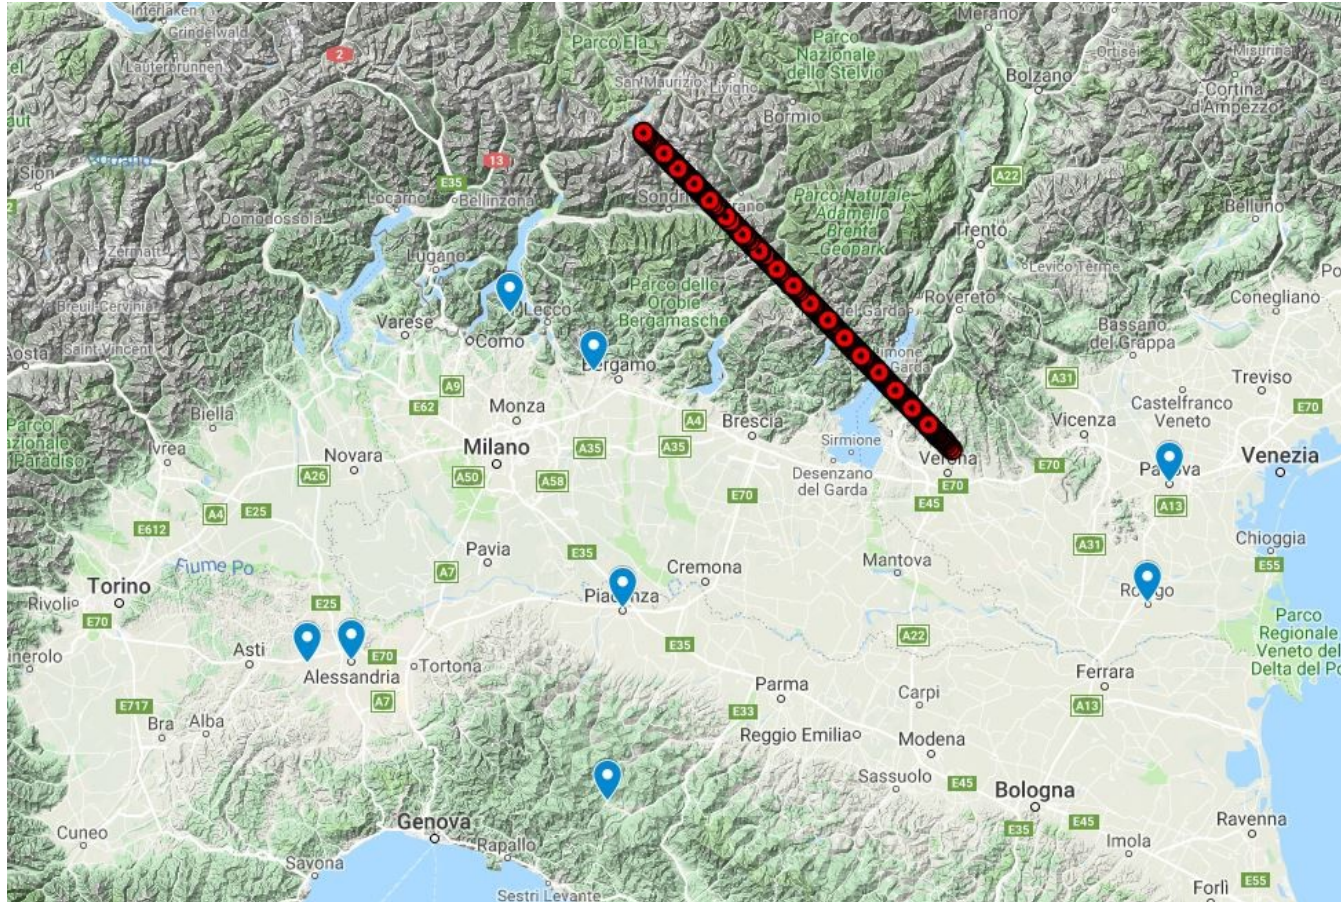 Interlaken
Grindelwald
Lauterbrunnen
2
Parco Ela
San Maurizio
Livigno
Parco
Nazionale
dello Stelvio
Merano
Ortisei
Misurina
Bolzano
Cortina
d'Ampezzo
Bormio
Rodano
Sion
13
E35
Bellinzona
Locarno
Domodossola
A22
Belluno
Parco Naturale
Adamello
Brenta
Geopark
Trento
Levico Terme
Zermatt
Lugano
Breuil-Cervinia
Parco delle
Orobie
Bergamasche
Rovereto
Conegliano
Bassano
del Grappa
Aosta
Saint-Vincent
Varese
Como
Lecco
Bergamo
del Garda
Garda
Treviso
A9
E62
Monza
A31
Castelfranco
Veneto
E70
Biella
Parco
Ivrea
Novara
Milano
A35
A35
A4
Brescia
Vicenza
Sirmione
Desenzano
del Garda
Verona
E70
E70
E45
Padova
Venezia
A26
A50
A58
E70
A13
A4
E25
E612
Fiume Po
Pavia
A7
E35
Cremona
Mantova
A31
Chioggia
E55
Torino
Rivoli
E70
E25
Piacenza
Rovigo
Parco
Regionale
Veneto del
Delta del Po
Asti
Alessandria
E70
Tortona
A7
E35
A22
Ferrara
E717
Bra
Alba
Parma
E33
Carpi
A13
Reggio Emilia
Modena
Sassuolo
E45
Bologna
E35
E45
Imola
Ravenna
Cuneo
Genova
Savona
Rapallo
Sestri Levante
Forlì
E55